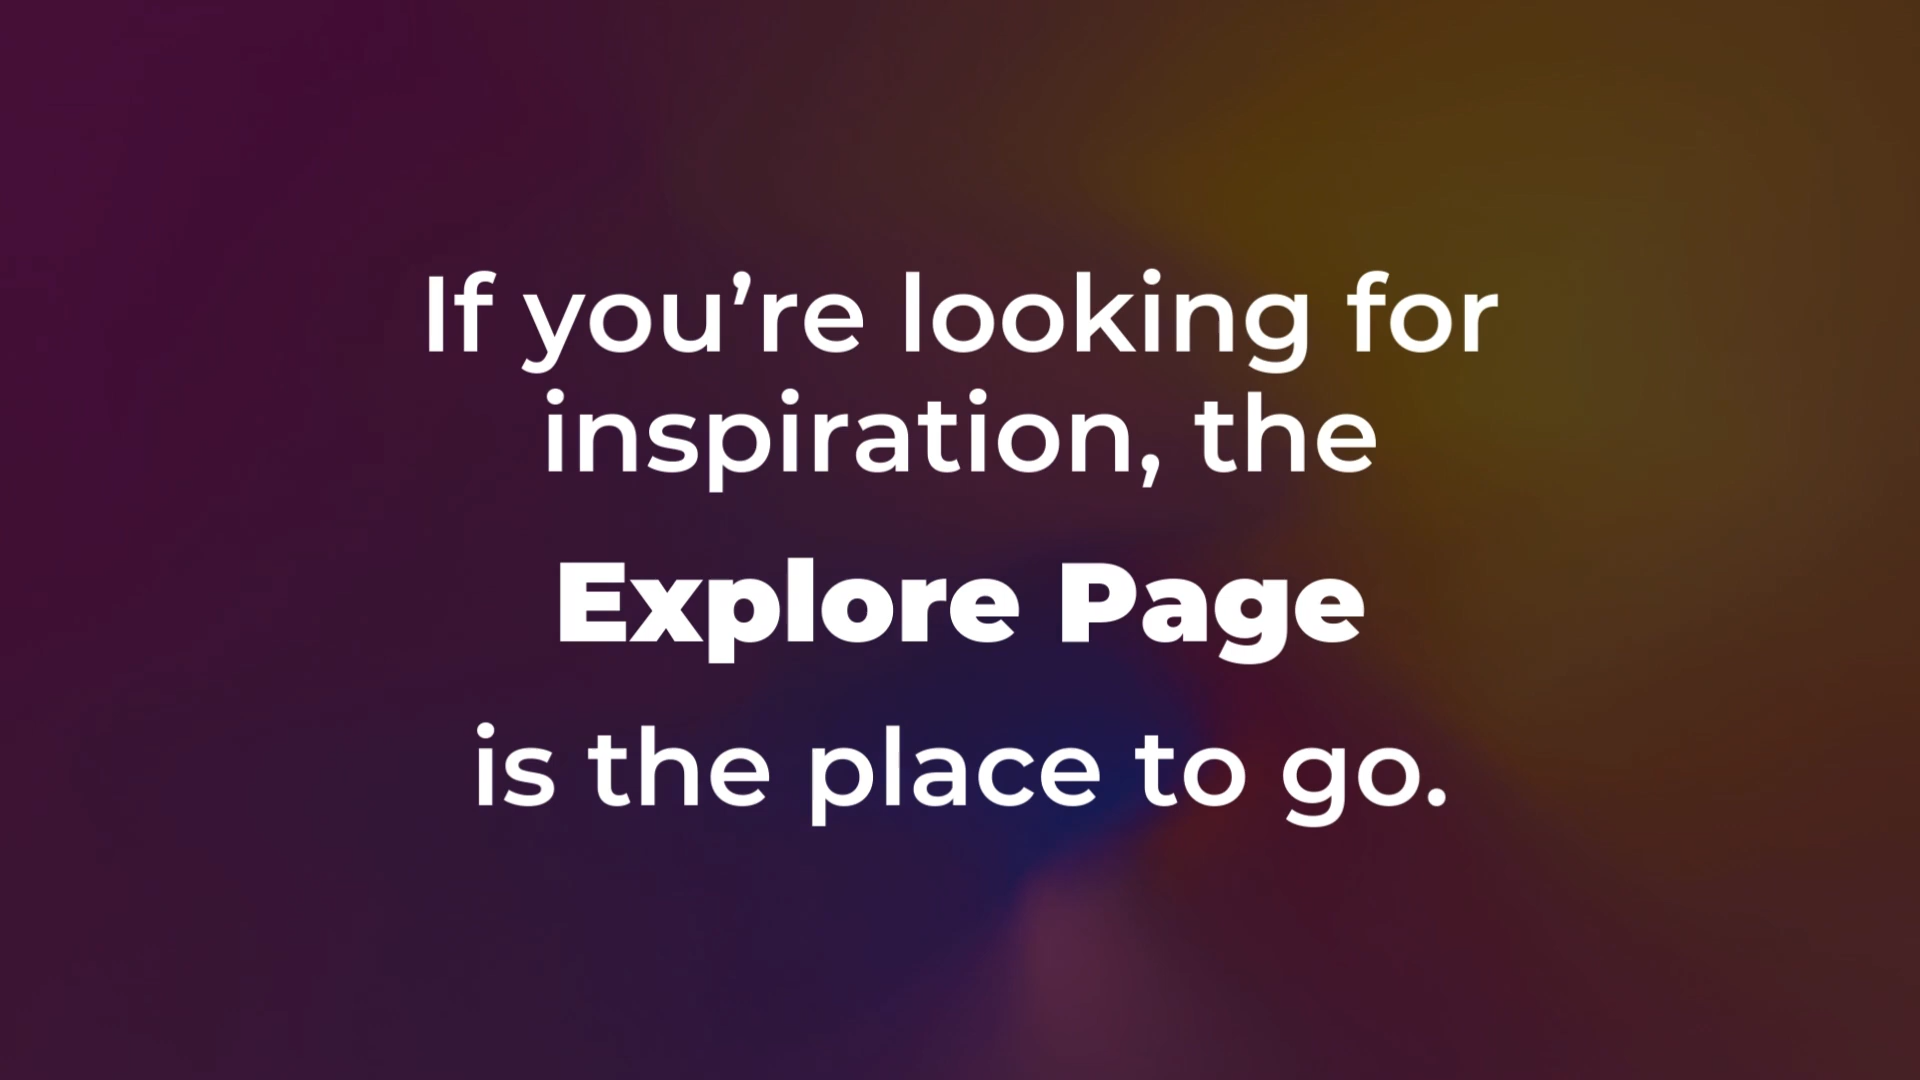 If you’re looking for
inspiration, the
Explore Page
is the place to go.